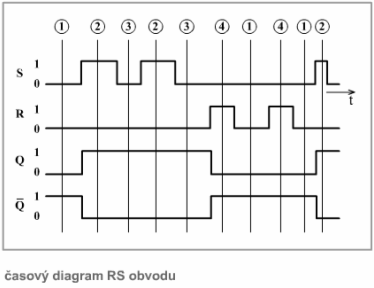 ① ② ③ ② ③ ④ ① ④ ① ②
S 1
0
t
R 1
0
Q 1
0
Q̅ 1
0
časový diagram RS obvodu